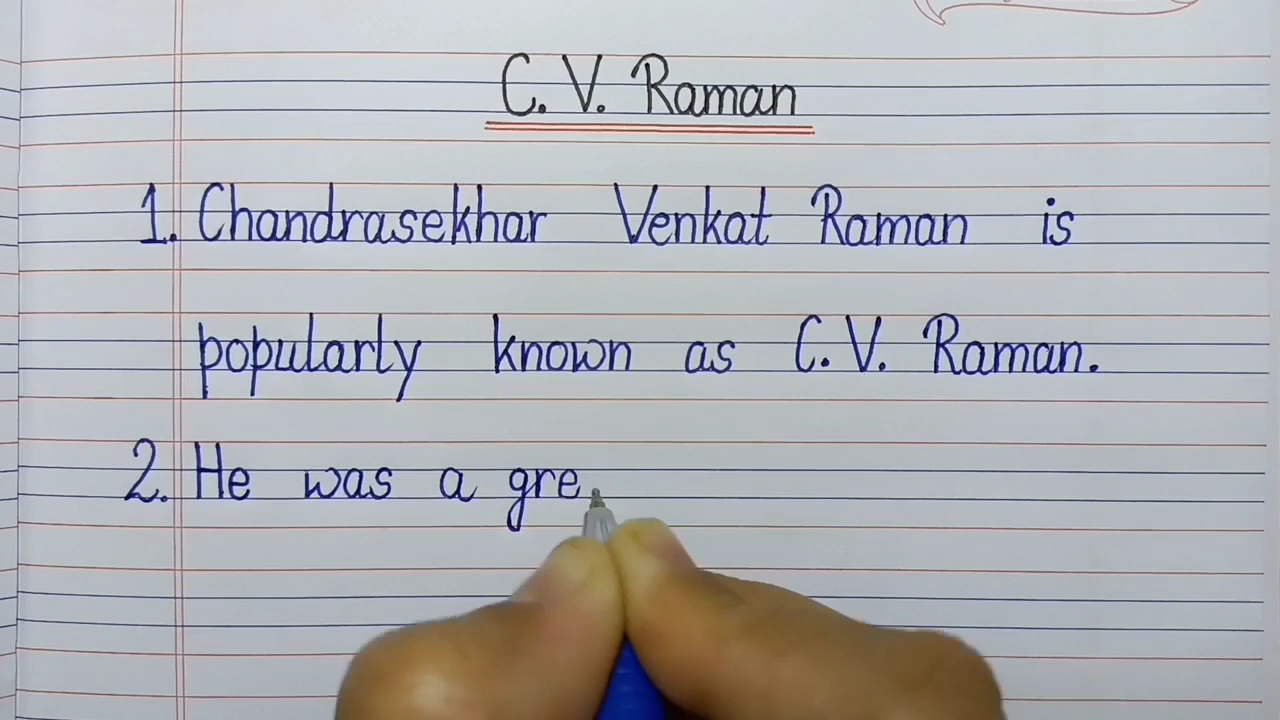 C. V. Raman
1. Chandrasekhar Venkat Raman is
popularly known as C. V. Raman.
2. He was a gre